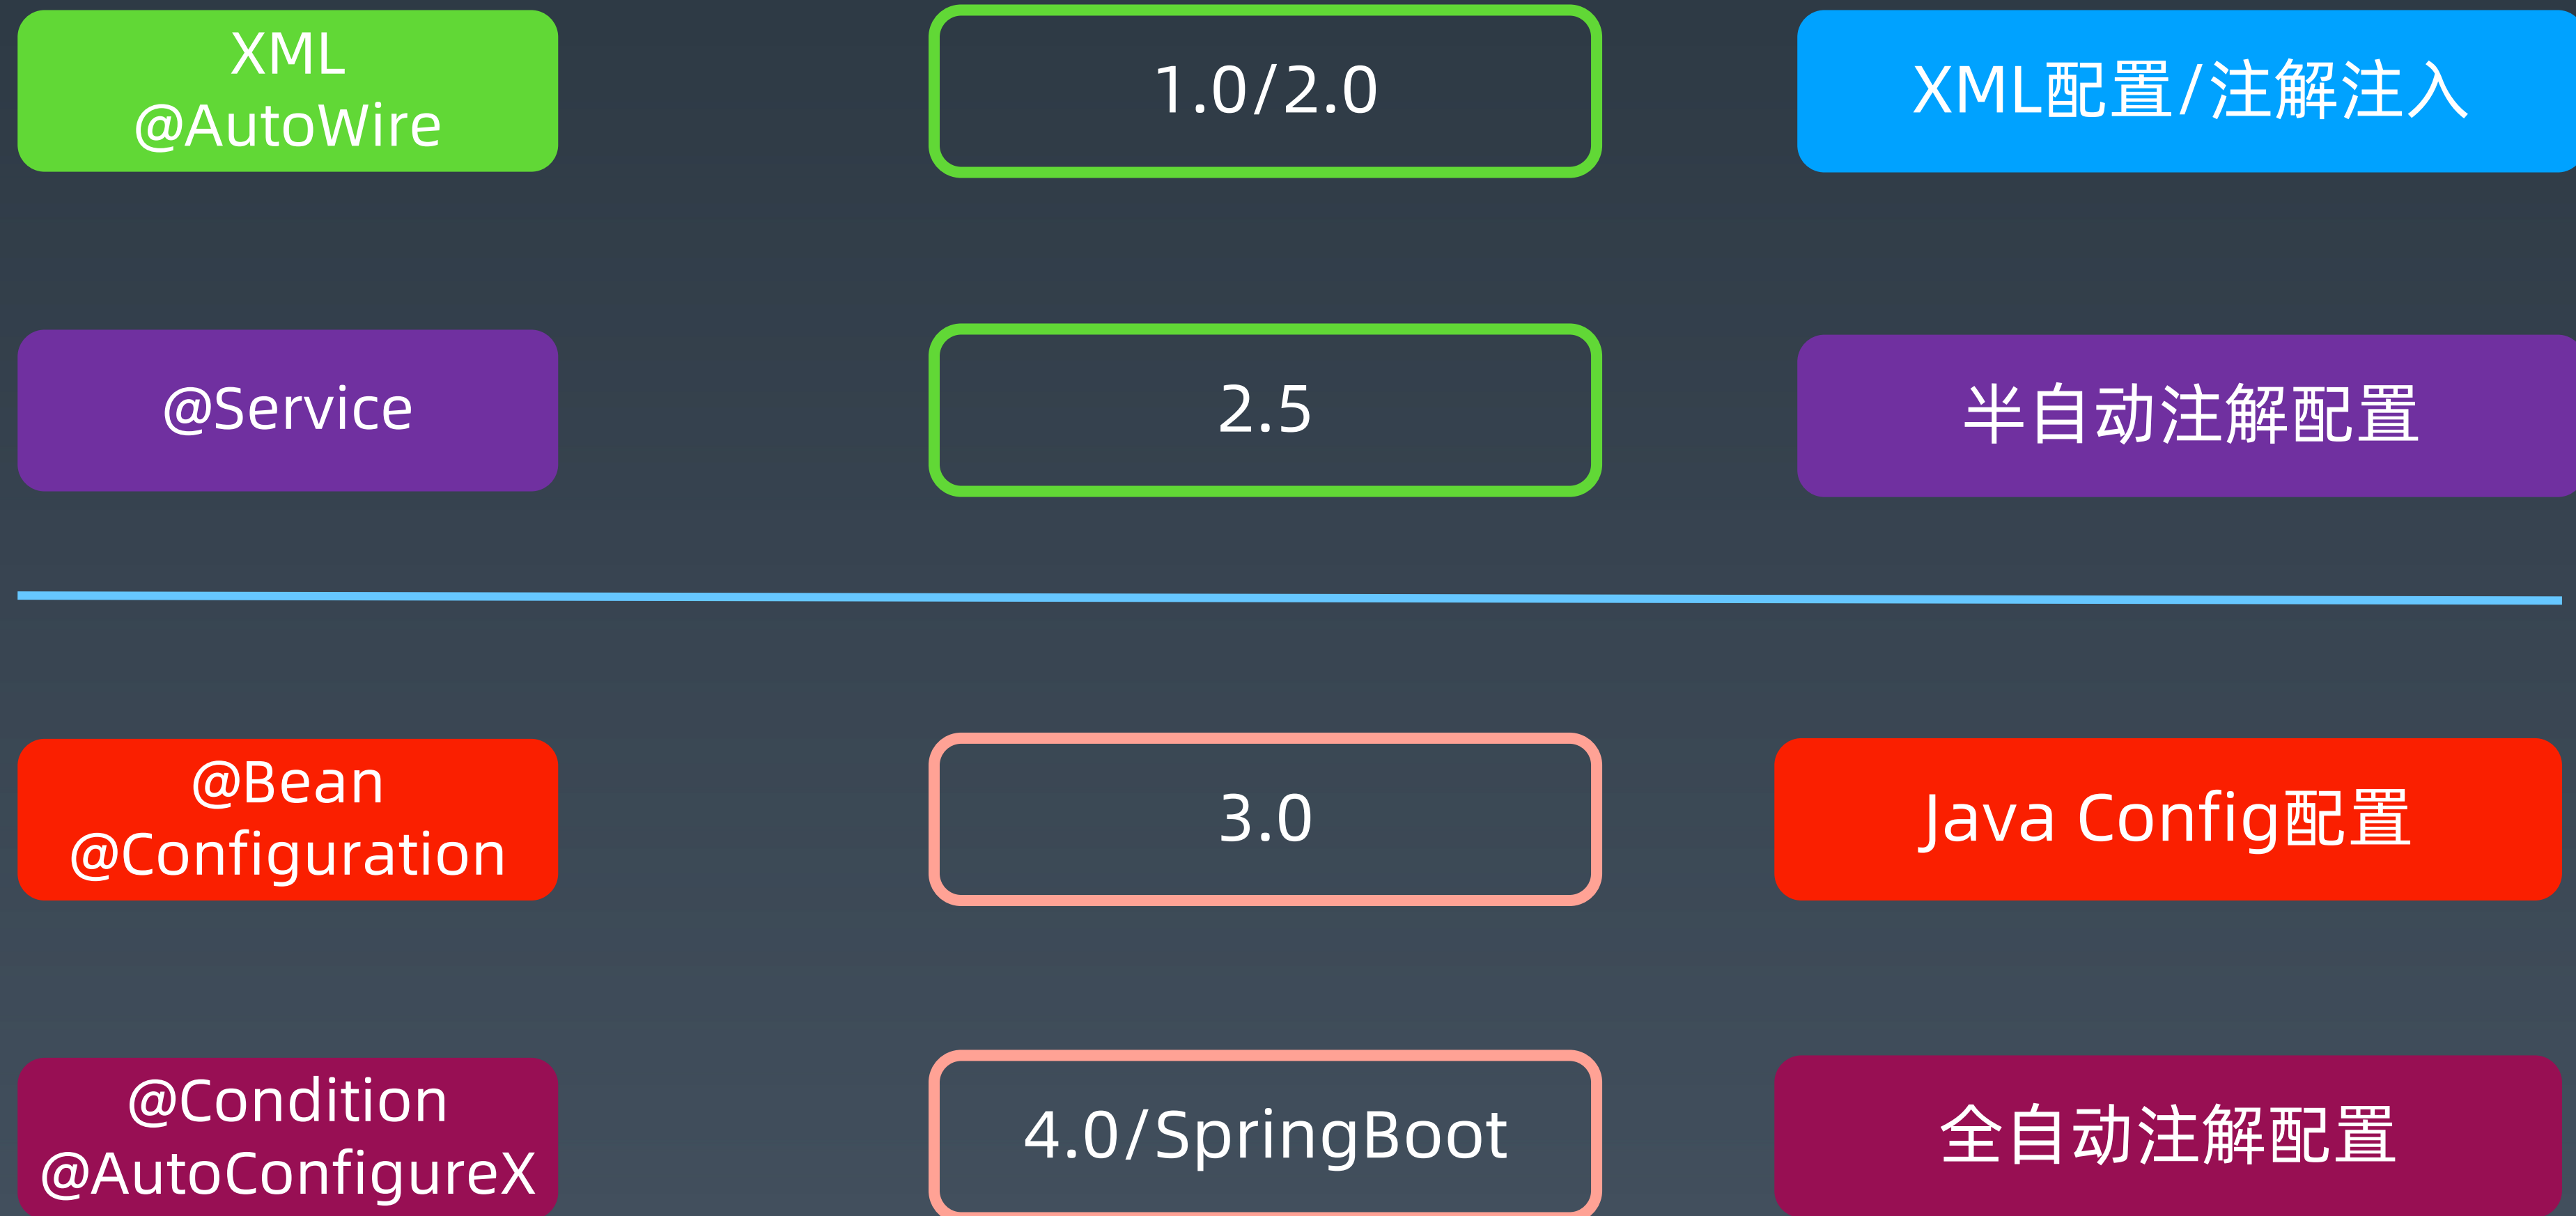 XML
@AutoWire
1.0/2.0
XML配置/注解注入
@Service
2.5
半自动注解配置
@Bean
@Configuration
3.0
Java Config配置
@Condition
@AutoConfigureX
4.0/SpringBoot
全自动注解配置